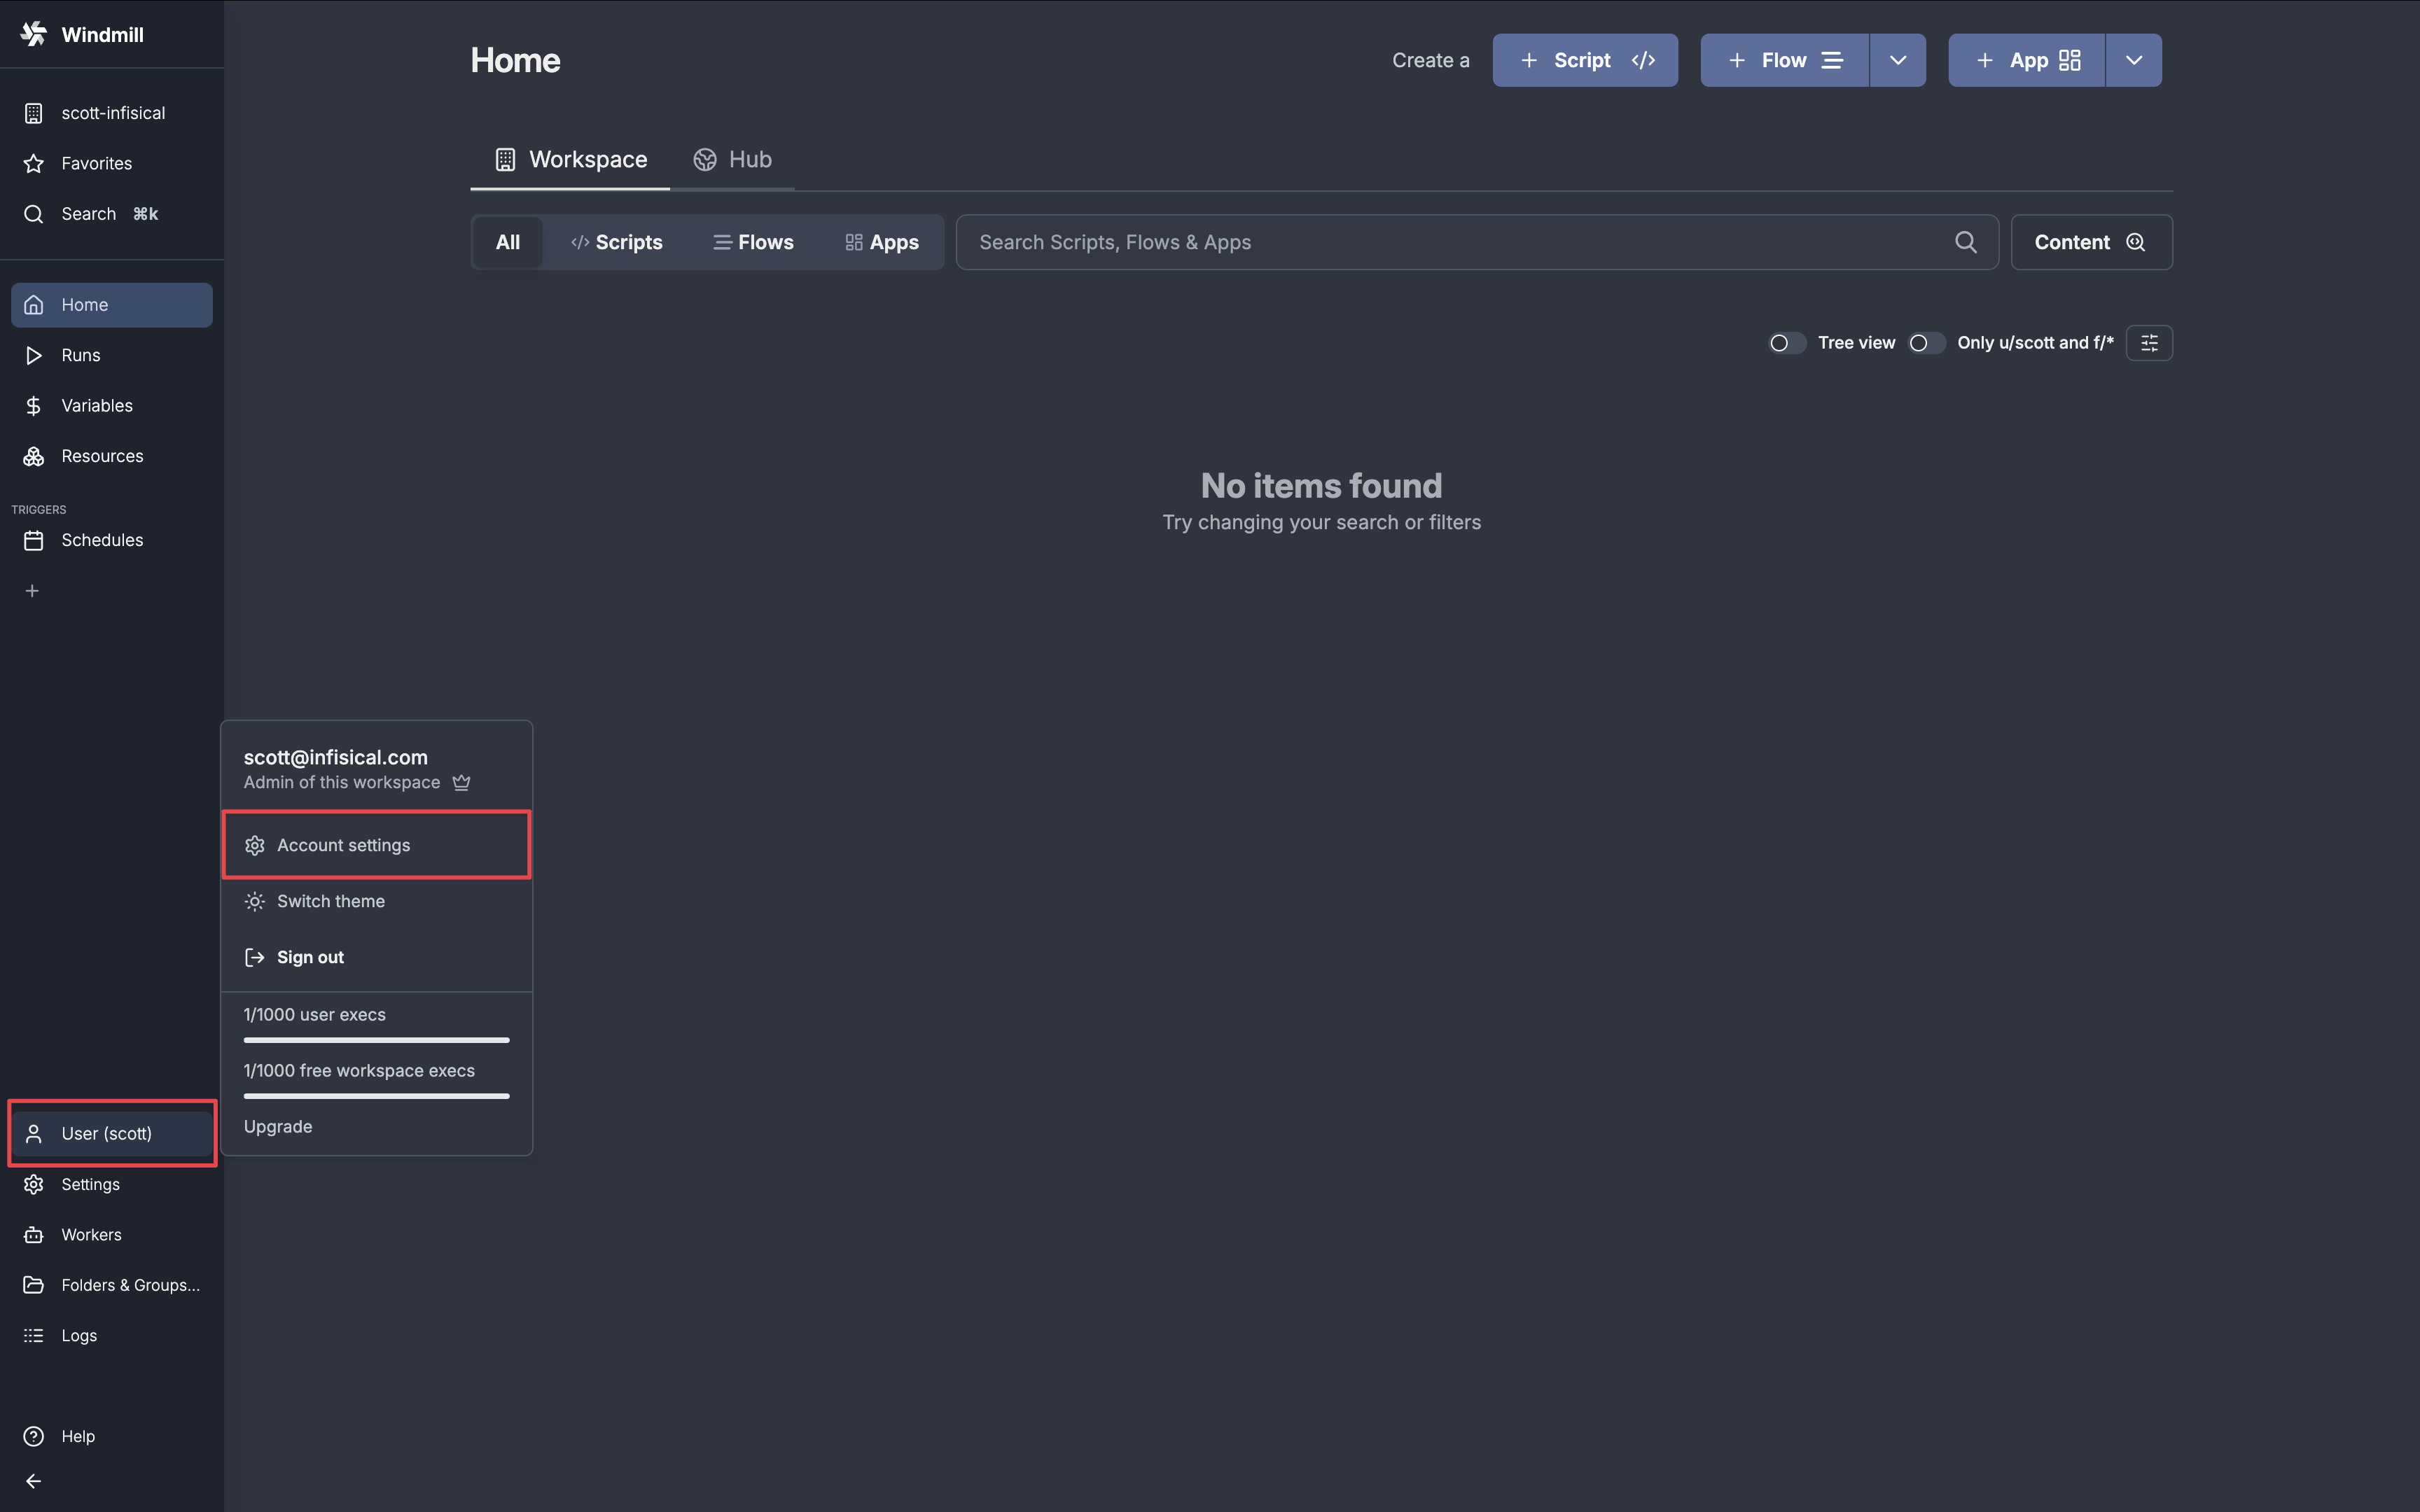 Windmill
scott-infisical
Favorites
Search ⌘k
Home
Runs
Variables
Resources
TRIGGERS
Schedules
User (scott)
Settings
Workers
Folders & Groups...
Logs
Help
Home
Create a
+ Script </>
+ Flow
+ App
Workspace
Hub
All
</> Scripts
Flows
Apps
Search Scripts, Flows & Apps
Content
Tree view
Only u/scott and f/*
No items found
Try changing your search or filters
scott@infisical.com
Admin of this workspace
Account settings
Switch theme
Sign out
1/1000 user execs
1/1000 free workspace execs
Upgrade